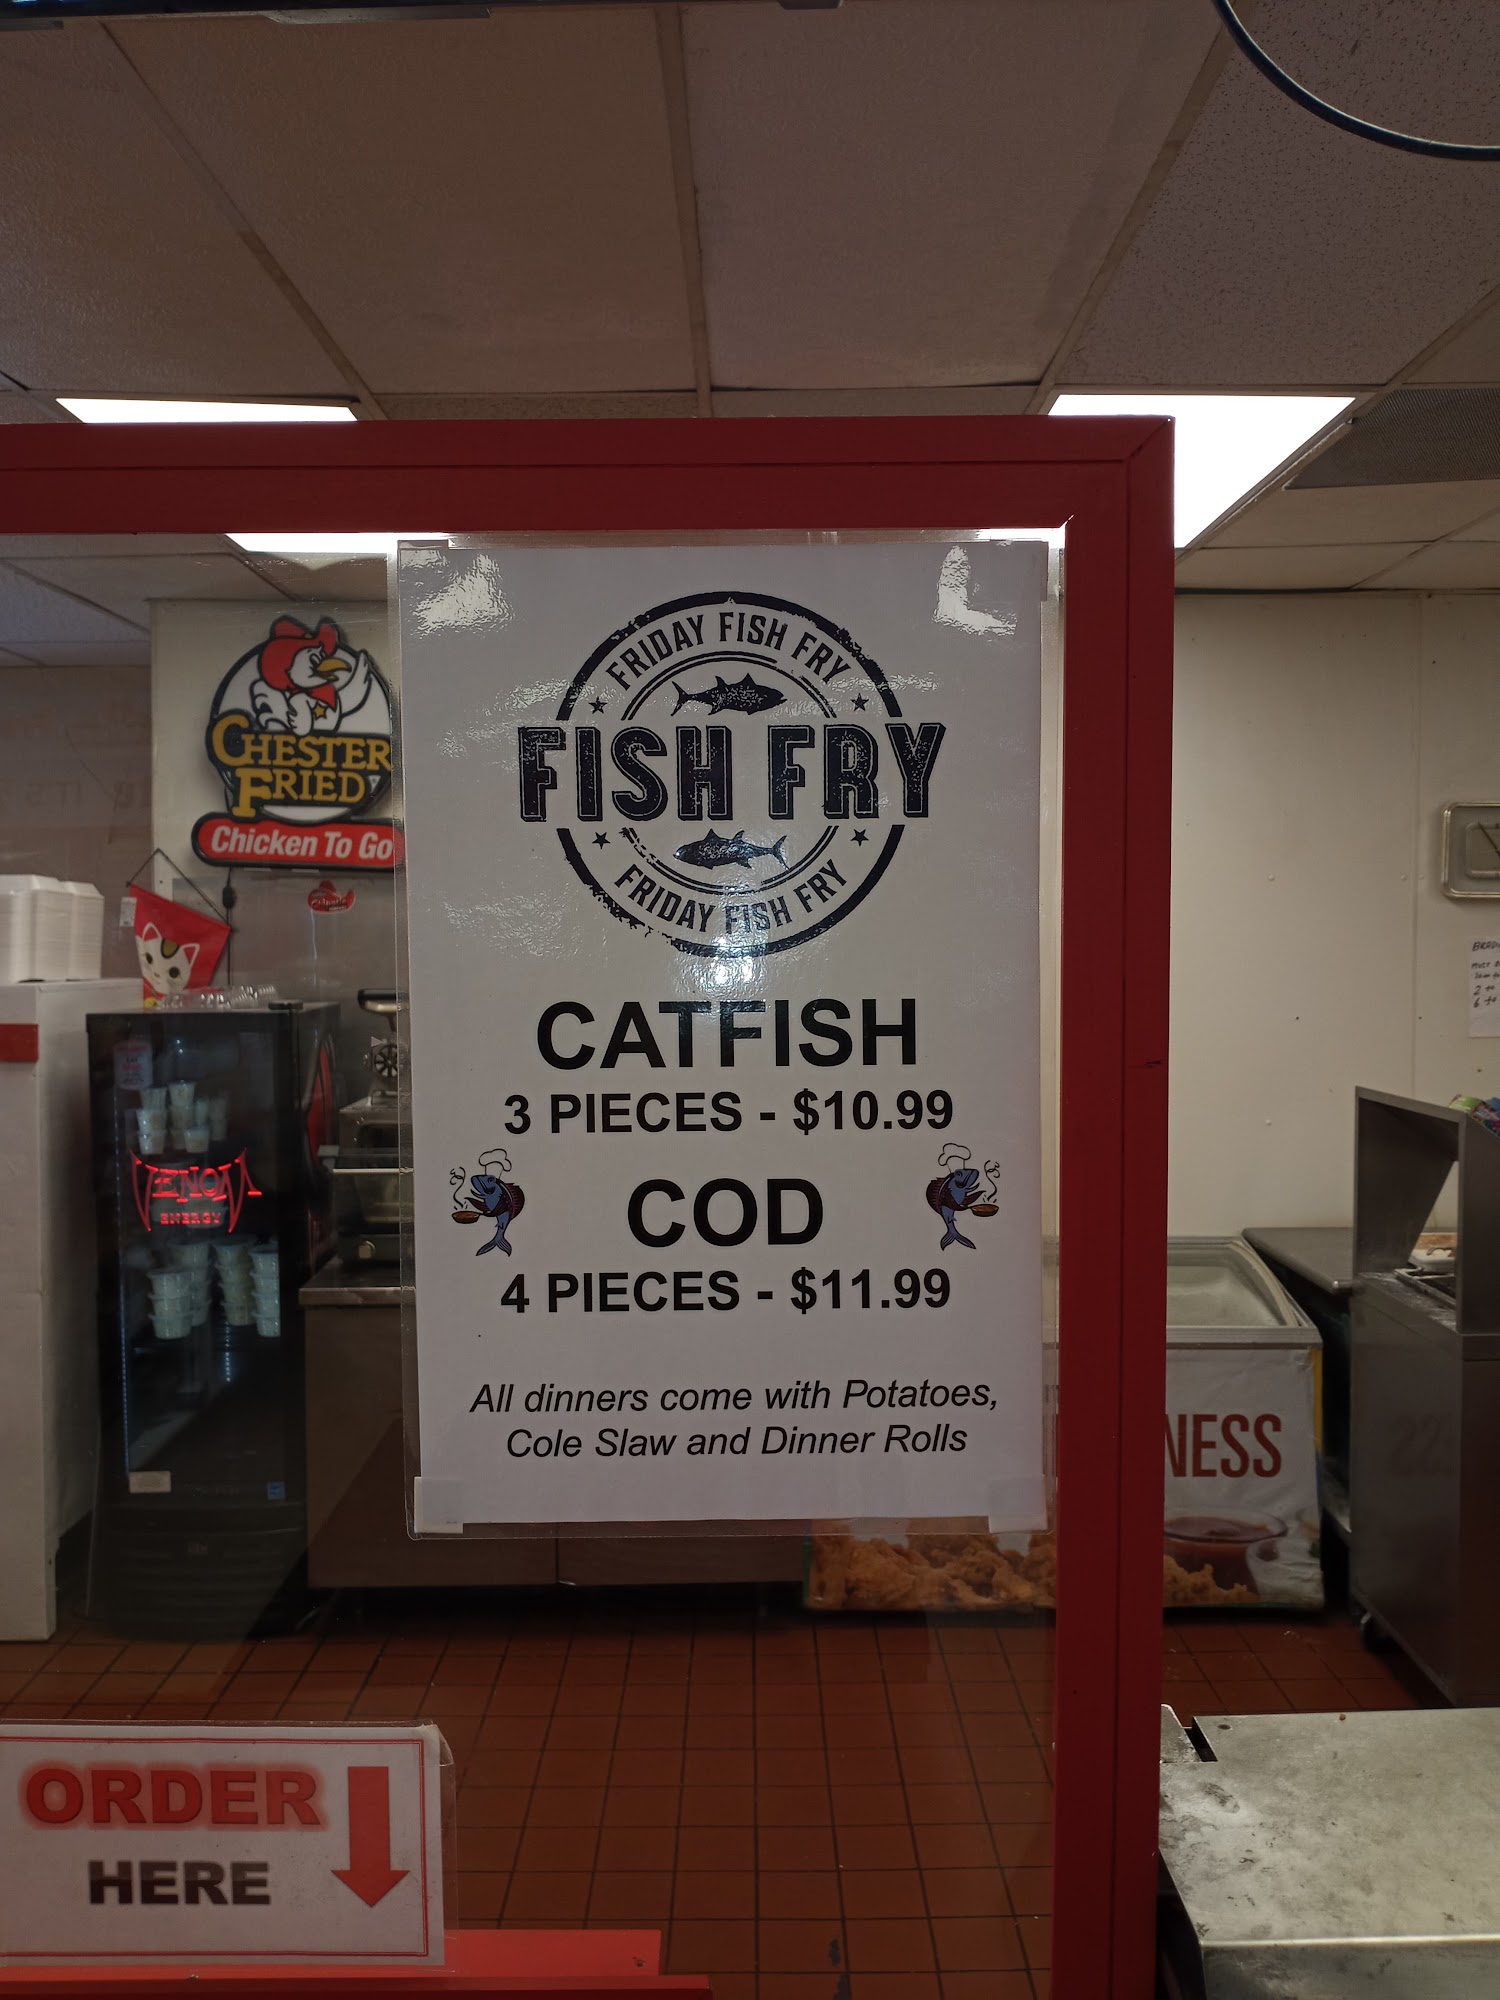 FRIDAY FISH FRY
FISH FRY
FRIDAY FISH FRY
CATFISH
3 PIECES - $10.99
COD
4 PIECES - $11.99
All dinners come with Potatoes,
Cole Slaw and Dinner Rolls
CHESTER
FRIED
Chicken To Go
VENOM
ENERGY
NESS
ORDER
HERE